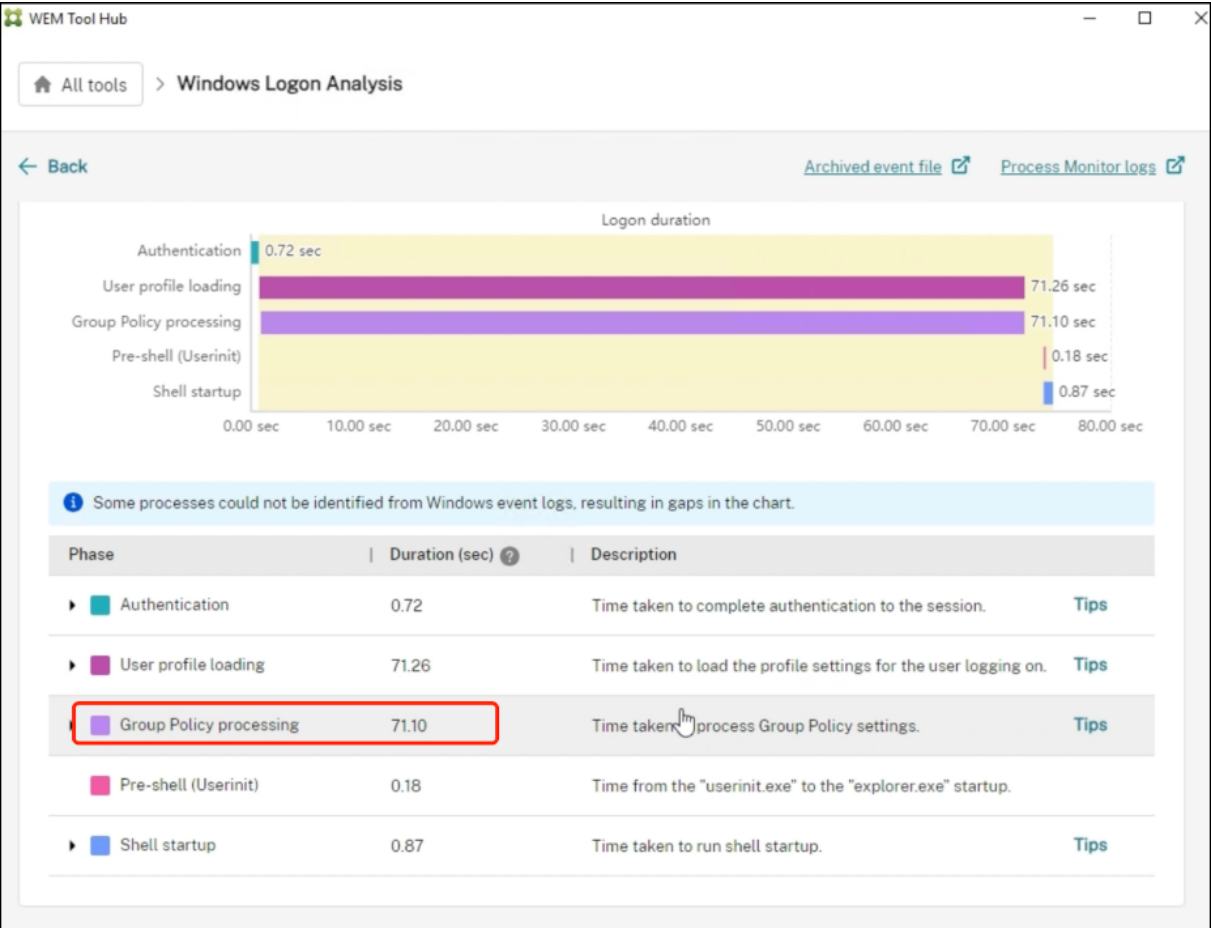 WEM Tool Hub
All tools > Windows Logon Analysis
Back
Archived event file
Process Monitor logs
Logon duration
Authentication 0.72 sec
User profile loading 71.26 sec
Group Policy processing 71.10 sec
Pre-shell (Userinit) 0.18 sec
Shell startup 0.87 sec
0.00 sec 10.00 sec 20.00 sec 30.00 sec 40.00 sec 50.00 sec 60.00 sec 70.00 sec 80.00 sec
Some processes could not be identified from Windows event logs, resulting in gaps in the chart.
Phase | Duration (sec) ? | Description
Authentication 0.72 Time taken to complete authentication to the session. Tips
User profile loading 71.26 Time taken to load the profile settings for the user logging on. Tips
Group Policy processing 71.10 Time taken process Group Policy settings. Tips
Pre-shell (Userinit) 0.18 Time from the "userinit.exe" to the "explorer.exe" startup.
Shell startup 0.87 Time taken to run shell startup. Tips